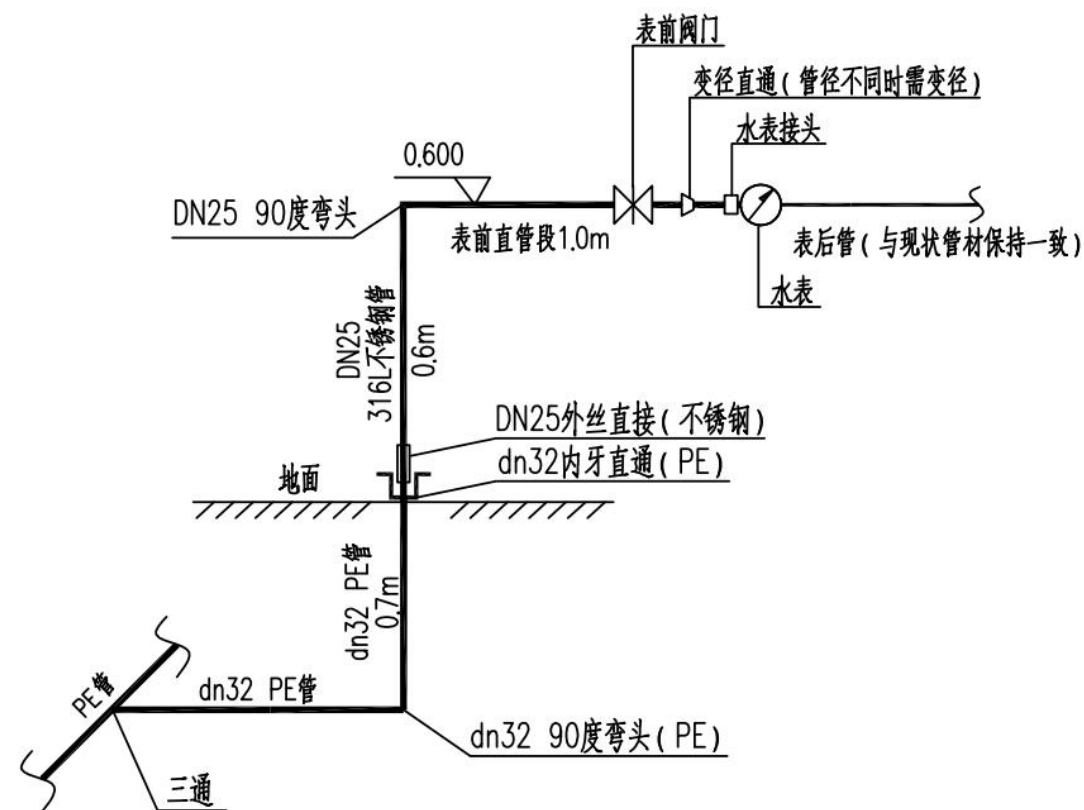 表前阀门
变径直通(管径不同时需变径)
水表接头
0.600
DN25 90度弯头
表前直管段1.0m
表后管(与现状管材保持一致)
水表
DN25
316L不锈钢管
0.6m
DN25外丝直接(不锈钢)
dn32内牙直通(PE)
地面
dn32 PE管
0.7m
PE管
dn32 PE管
dn32 90度弯头(PE)
三通